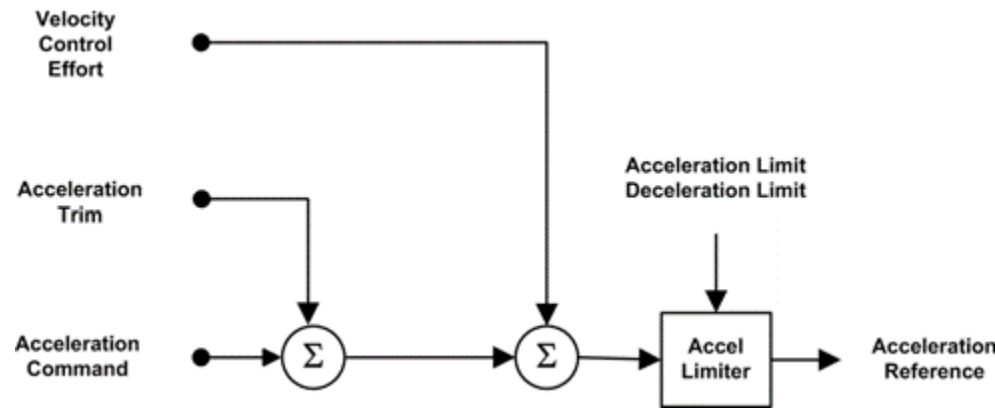 Velocity
Control
Effort
Acceleration
Trim
Acceleration Limit
Deceleration Limit
Acceleration
Command
Σ
Σ
Accel
Limiter
Acceleration
Reference